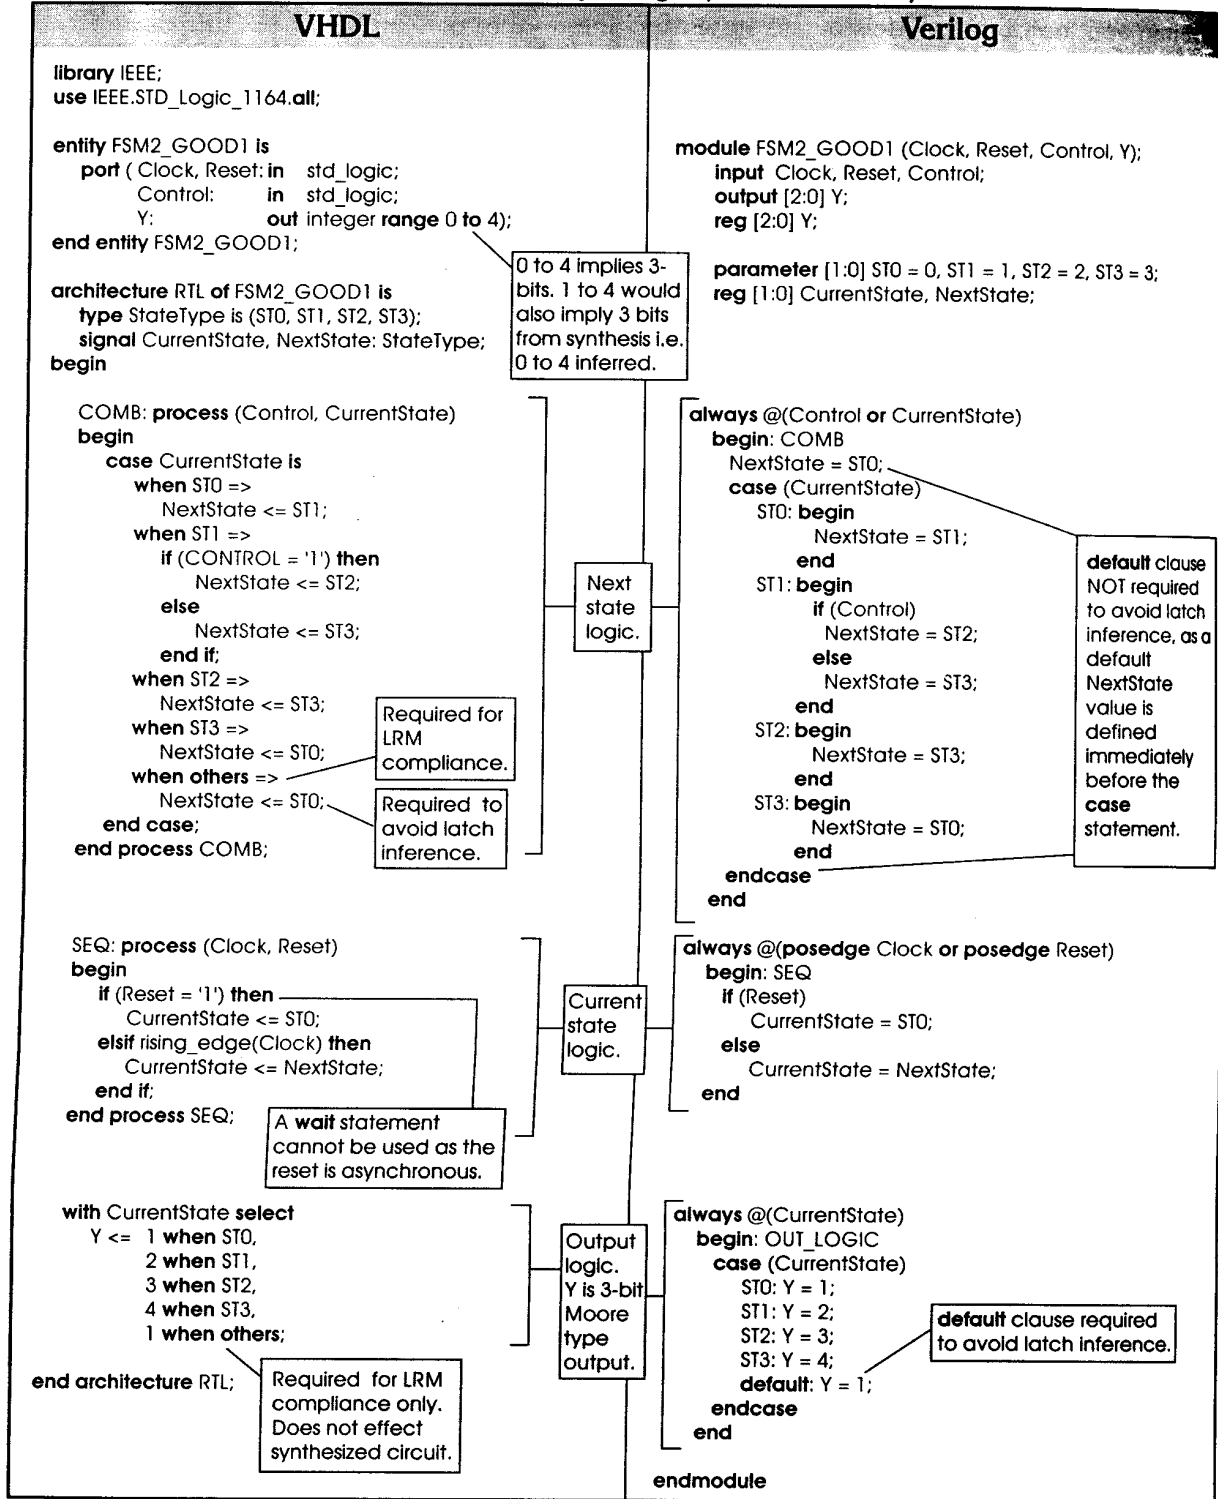 VHDL
library IEEE;
use IEEE.STD_Logic_1164.all;
entity FSM2_GOOD1 is
port ( Clock, Reset: in std_logic;
Control: in std_logic;
Y: out integer range 0 to 4);
end entity FSM2_GOOD1;
0 to 4 implies 3-
bits. 1 to 4 would
also imply 3 bits
from synthesis i.e.
0 to 4 inferred.
architecture RTL of FSM2_GOOD1 is
type StateType is (ST0, ST1, ST2, ST3);
signal CurrentState, NextState: StateType;
begin
COMB: process (Control, CurrentState)
begin
case CurrentState is
when ST0 =>
NextState <= ST1;
when ST1 =>
if (CONTROL = '1') then
NextState <= ST2;
else
NextState <= ST3;
end if;
when ST2 =>
NextState <= ST3;
when ST3 =>
NextState <= ST0;
when others =>
NextState <= ST0;
end case;
end process COMB;
Required for
LRM
compliance.
Required to
avoid latch
inference.
Next
state
logic.
SEQ: process (Clock, Reset)
begin
if (Reset = '1') then
CurrentState <= ST0;
elsif rising_edge(Clock) then
CurrentState <= NextState;
end if;
end process SEQ;
A wait statement
cannot be used as the
reset is asynchronous.
Current
state
logic.
with CurrentState select
Y <= 1 when ST0,
2 when ST1,
3 when ST2,
4 when ST3,
1 when others;
end architecture RTL;
Required for LRM
compliance only.
Does not effect
synthesized circuit.
Output
logic.
Y is 3-bit
Moore
type
output.
Verilog
module FSM2_GOOD1 (Clock, Reset, Control, Y);
input Clock, Reset, Control;
output [2:0] Y;
reg [2:0] Y;
parameter [1:0] ST0 = 0, ST1 = 1, ST2 = 2, ST3 = 3;
reg [1:0] CurrentState, NextState;
always @(Control or CurrentState)
begin: COMB
NextState = ST0;
case (CurrentState)
ST0: begin
NextState = ST1;
end
ST1: begin
if (Control)
NextState = ST2;
else
NextState = ST3;
end
ST2: begin
NextState = ST3;
end
ST3: begin
NextState = ST0;
end
endcase
end
default clause
NOT required
to avoid latch
inference, as a
default
NextState
value is
defined
immediately
before the
case
statement.
always @(posedge Clock or posedge Reset)
begin: SEQ
if (Reset)
CurrentState = ST0;
else
CurrentState = NextState;
end
always @(CurrentState)
begin: OUT_LOGIC
case (CurrentState)
ST0: Y = 1;
ST1: Y = 2;
ST2: Y = 3;
ST3: Y = 4;
default: Y = 1;
endcase
end
default clause required
to avoid latch inference.
endmodule